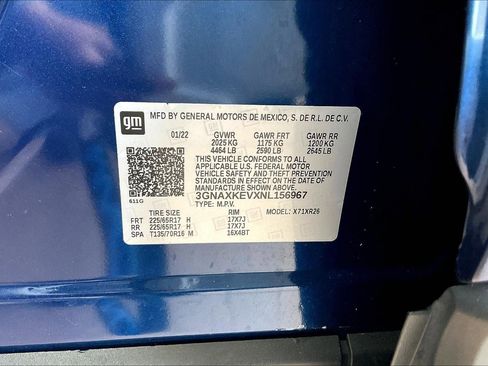 gm
MFD BY GENERAL MOTORS DE MEXICO, S. DE R.L. DE C.V.
01/22 GVWR GAWR FRT GAWR RR
2025 KG 1175 KG 1200 KG
4464 LB 2590 LB 2645 LB
THIS VEHICLE CONFORMS TO ALL
APPLICABLE U.S. FEDERAL MOTOR
VEHICLE SAFETY AND THEFT PREVENTION
STANDARDS IN EFFECT ON THE DATE OF
MANUFACTURE SHOWN ABOVE.
3GNAXKEVXNL156967
611G TYPE: M.P.V. MODEL: X71XR26
TIRE SIZE RIM
FRT 225/65R17 H 17X7J
RR 225/65R17 H 17X7J
SPA T135/70R16 M 16X4BT